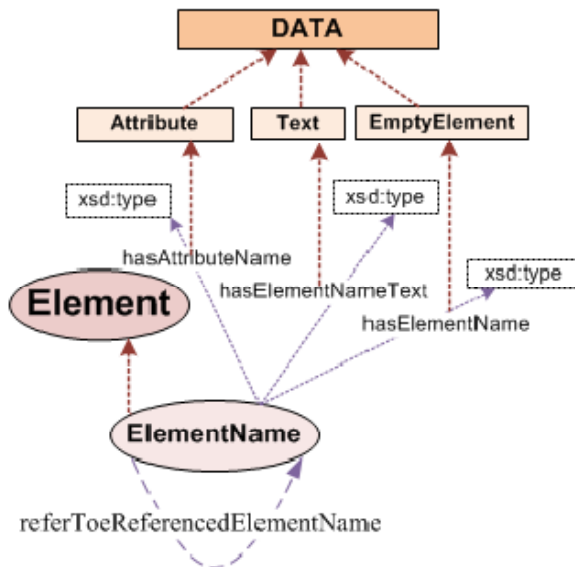 DATA
Attribute
Text
EmptyElement
xsd:type
xsd:type
hasAttributeName
xsd:type
Element
hasElementNameText
hasElementName
ElementName
referToeReferencedElementName